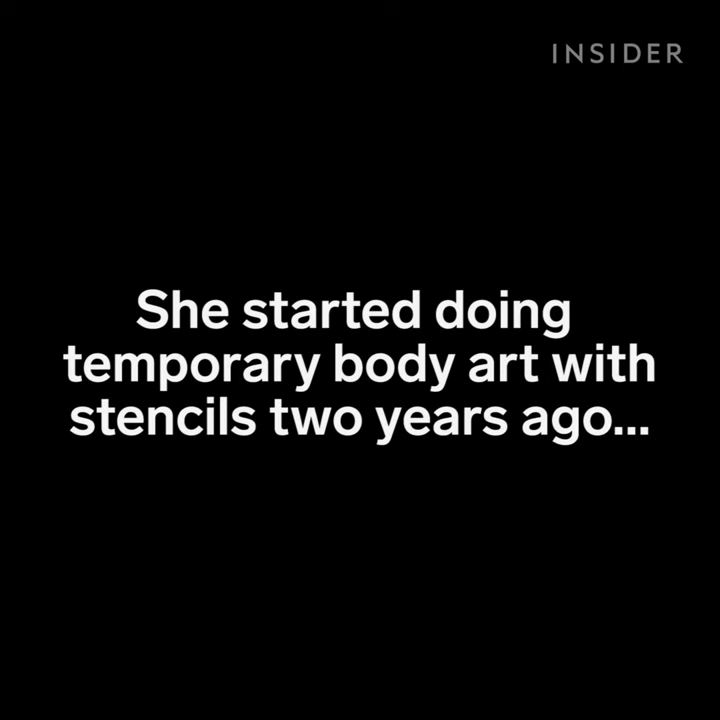 INSIDER
She started doing
temporary body art with
stencils two years ago...